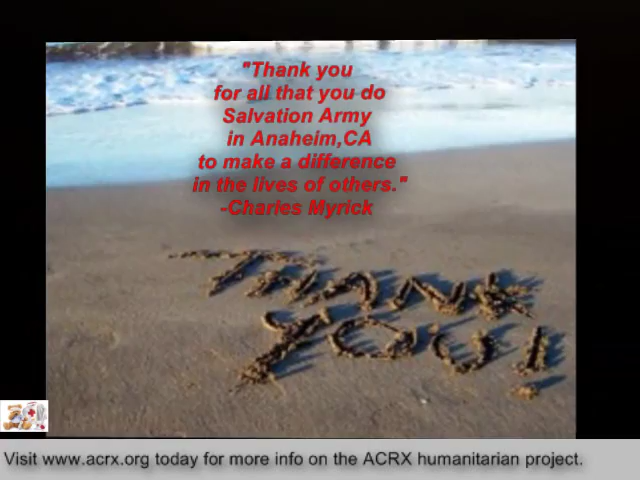 "Thank you
for all that you do
Salvation Army
in Anaheim,CA
to make a difference
in the lives of others."
-Charles Myrick
THANK
YOU!
Visit www.acrx.org today for more info on the ACRX humanitarian project.